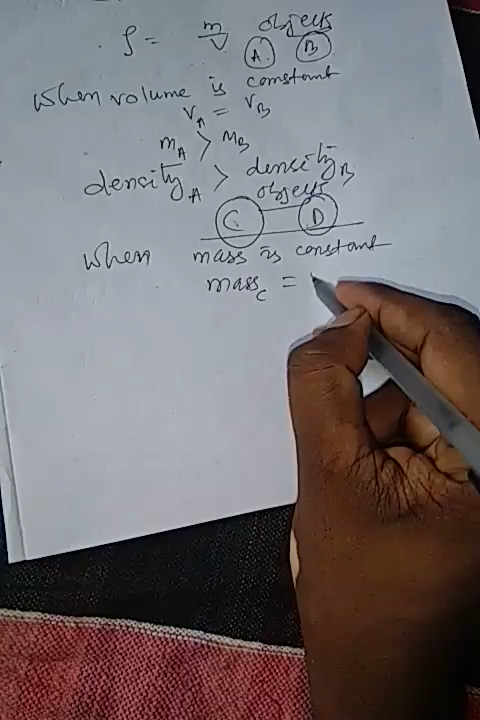 ρ = m/v objects
A B
when volume is constant
VA = VB
mA > MB
densityA > densityB
objects
C D
when mass is constant
massC =